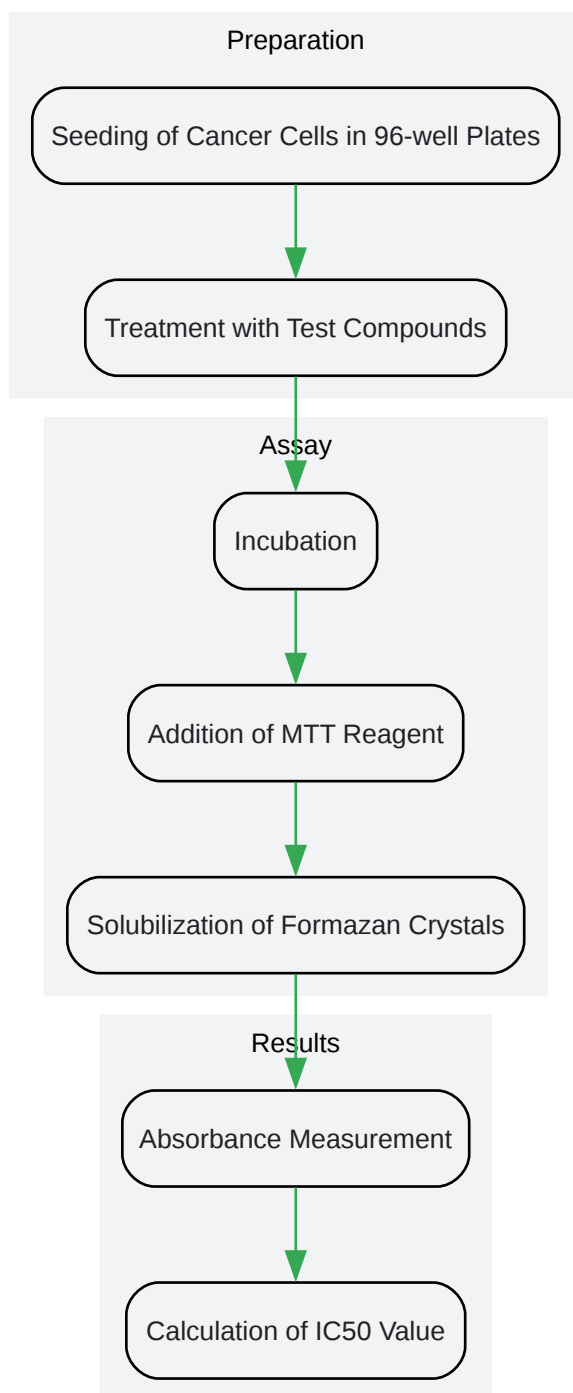 Preparation
Seeding of Cancer Cells in 96-well Plates
Treatment with Test Compounds
Assay
Incubation
Addition of MTT Reagent
Solubilization of Formazan Crystals
Results
Absorbance Measurement
Calculation of IC50 Value